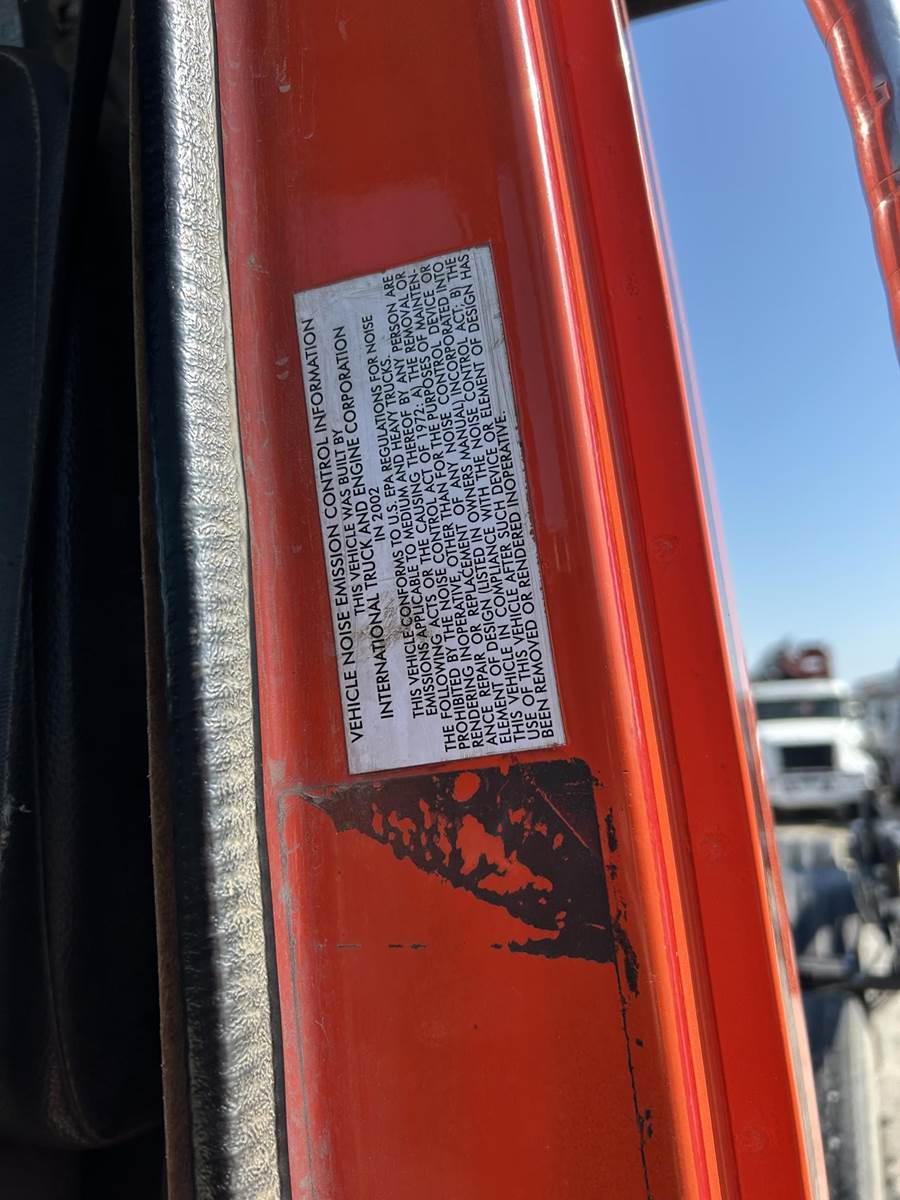 VEHICLE NOISE EMISSION CONTROL INFORMATION
THIS VEHICLE WAS BUILT BY
INTERNATIONAL TRUCK AND ENGINE CORPORATION
IN 2002
THIS VEHICLE CONFORMS TO U.S. EPA REGULATIONS FOR NOISE
EMISSIONS APPLICABLE TO MEDIUM AND HEAVY TRUCKS.
THE FOLLOWING ACTS OR THE CAUSING THEREOF BY ANY PERSON ARE
PROHIBITED BY THE NOISE CONTROL ACT OF 1972: A) THE REMOVAL OR
RENDERING INOPERATIVE, OTHER THAN FOR THE PURPOSES OF MAINTEN-
ANCE, REPAIR OR REPLACEMENT OF ANY NOISE CONTROL DEVICE OR
ELEMENT OF DESIGN (LISTED IN OWNERS MANUAL) INCORPORATED INTO
THIS VEHICLE IN COMPLIANCE WITH THE NOISE CONTROL ACT; B) THE
USE OF THIS VEHICLE AFTER SUCH DEVICE OR ELEMENT OF DESIGN HAS
BEEN REMOVED OR RENDERED INOPERATIVE.